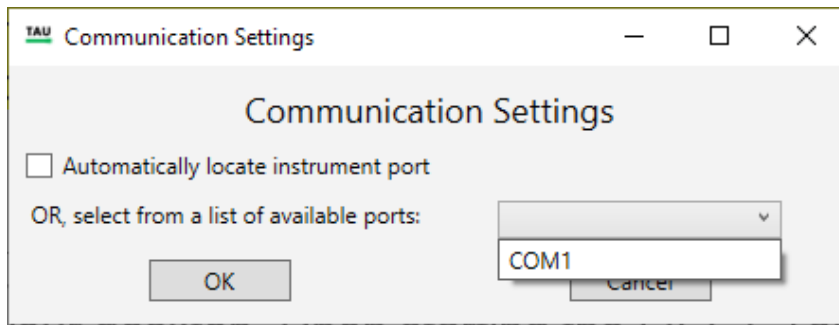 TAU Communication Settings
Communication Settings
Automatically locate instrument port
OR, select from a list of available ports:
COM1
OK
Cancel